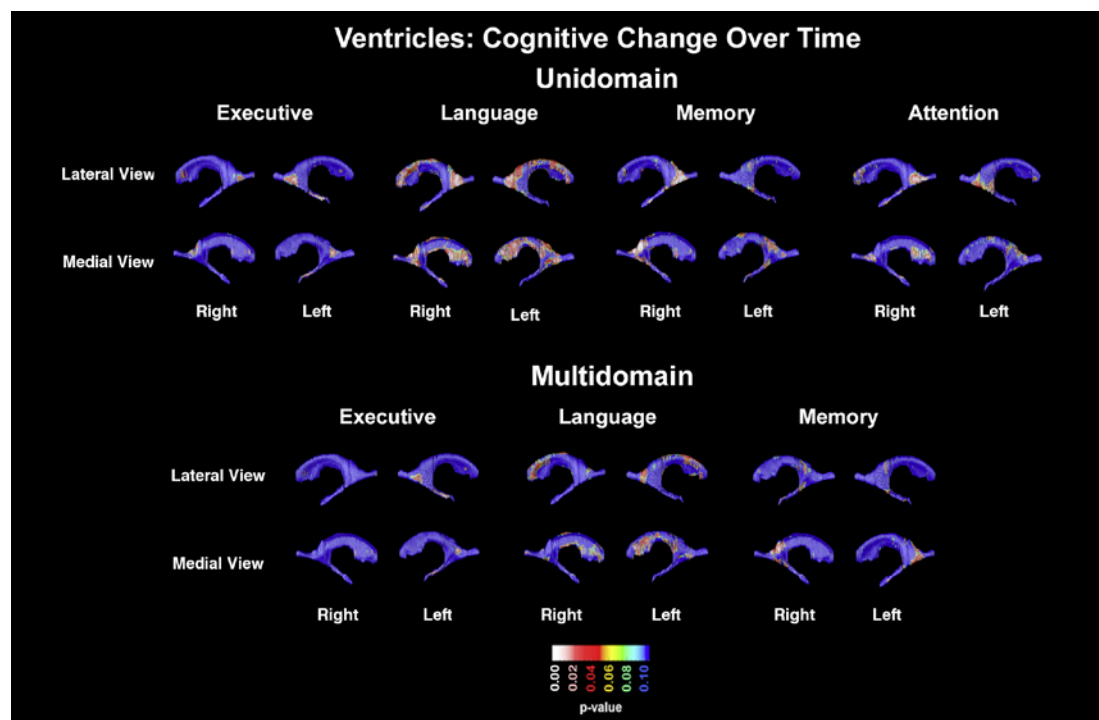 Ventricles: Cognitive Change Over Time
Unidomain
Executive Language Memory Attention
Lateral View
Medial View
Right Left Right Left Right Left Right Left
Multidomain
Executive Language Memory
Lateral View
Medial View
Right Left Right Left Right Left
0.00 0.02 0.04 0.06 0.08 0.10
p-value